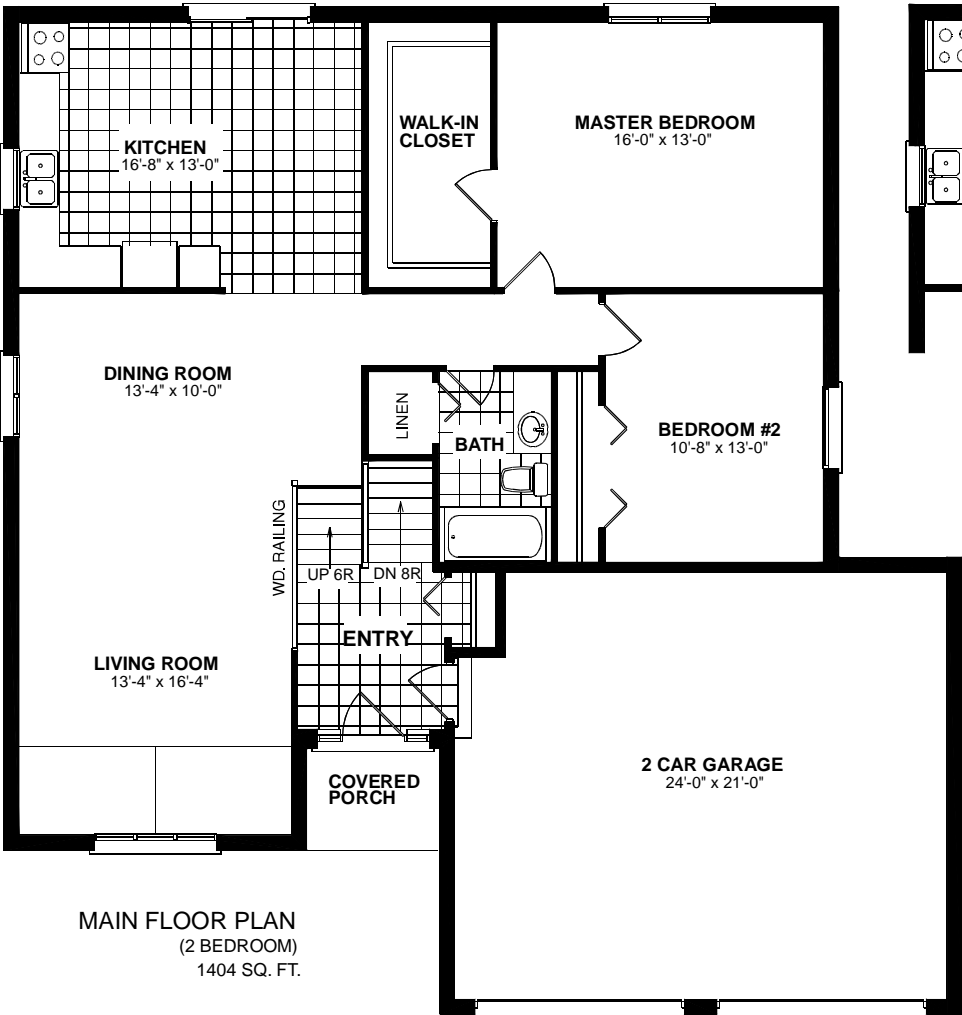 KITCHEN
16'-8" x 13'-0"
WALK-IN
CLOSET
MASTER BEDROOM
16'-0" x 13'-0"
DINING ROOM
13'-4" x 10'-0"
LINEN
BATH
BEDROOM #2
10'-8" x 13'-0"
WD. RAILING
UP 6R
DN 8R
ENTRY
LIVING ROOM
13'-4" x 16'-4"
COVERED
PORCH
2 CAR GARAGE
24'-0" x 21'-0"
MAIN FLOOR PLAN
(2 BEDROOM)
1404 SQ. FT.